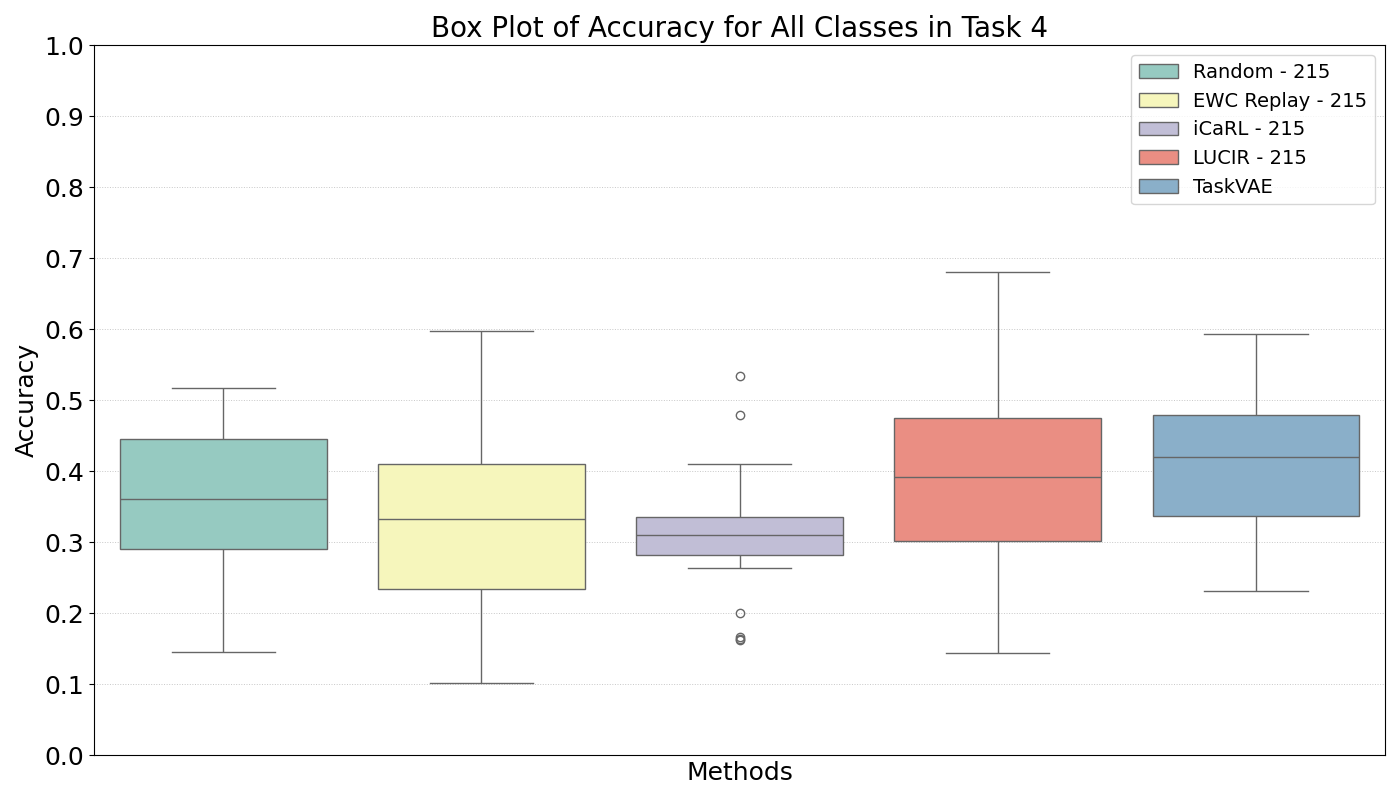 Box Plot of Accuracy for All Classes in Task 4
1.0
0.9
0.8
0.7
0.6
0.5
0.4
0.3
0.2
0.1
0.0
Accuracy
Methods
Random - 215
EWC Replay - 215
iCaRL - 215
LUCIR - 215
TaskVAE